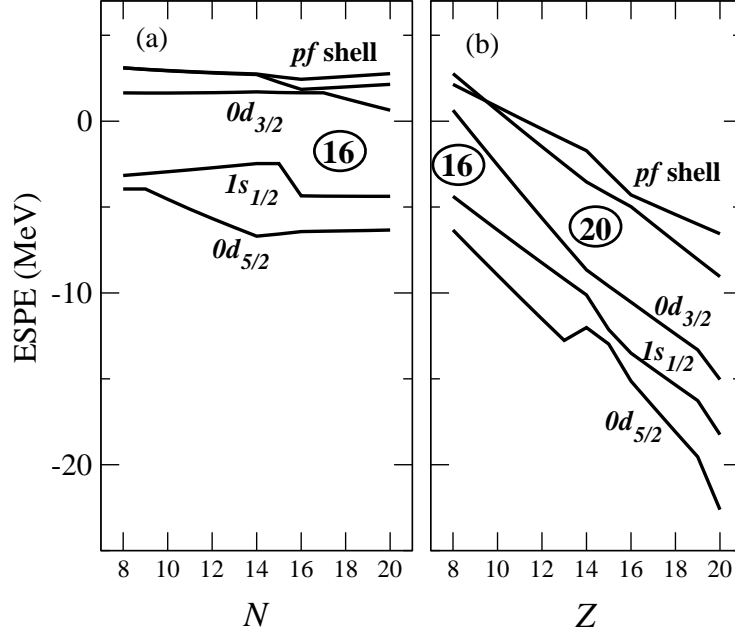 (a)
(b)
pf shell
0
0d3/2
16
16
1s1/2
pf shell
20
0d5/2
ESPE (MeV)
-10
0d3/2
1s1/2
0d5/2
-20
8 10 12 14 16 18 20
8 10 12 14 16 18 20
N
Z